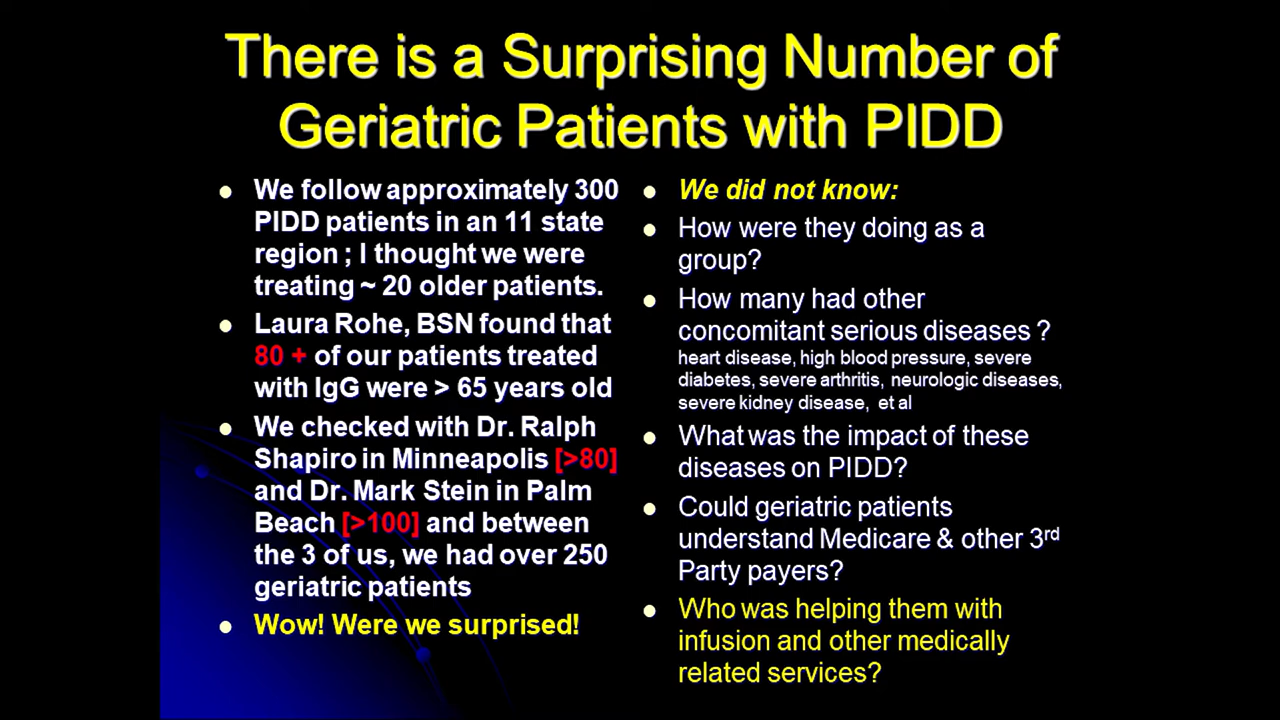 There is a Surprising Number of
Geriatric Patients with PIDD
We follow approximately 300
PIDD patients in an 11 state
region ; I thought we were
treating ~ 20 older patients.
Laura Rohe, BSN found that
80 + of our patients treated
with IgG were > 65 years old
We checked with Dr. Ralph
Shapiro in Minneapolis [>80]
and Dr. Mark Stein in Palm
Beach [>100] and between
the 3 of us, we had over 250
geriatric patients
Wow! Were we surprised!
We did not know:
How were they doing as a
group?
How many had other
concomitant serious diseases ?
heart disease, high blood pressure, severe
diabetes, severe arthritis, neurologic diseases,
severe kidney disease, et al
What was the impact of these
diseases on PIDD?
Could geriatric patients
understand Medicare & other 3rd
Party payers?
Who was helping them with
infusion and other medically
related services?